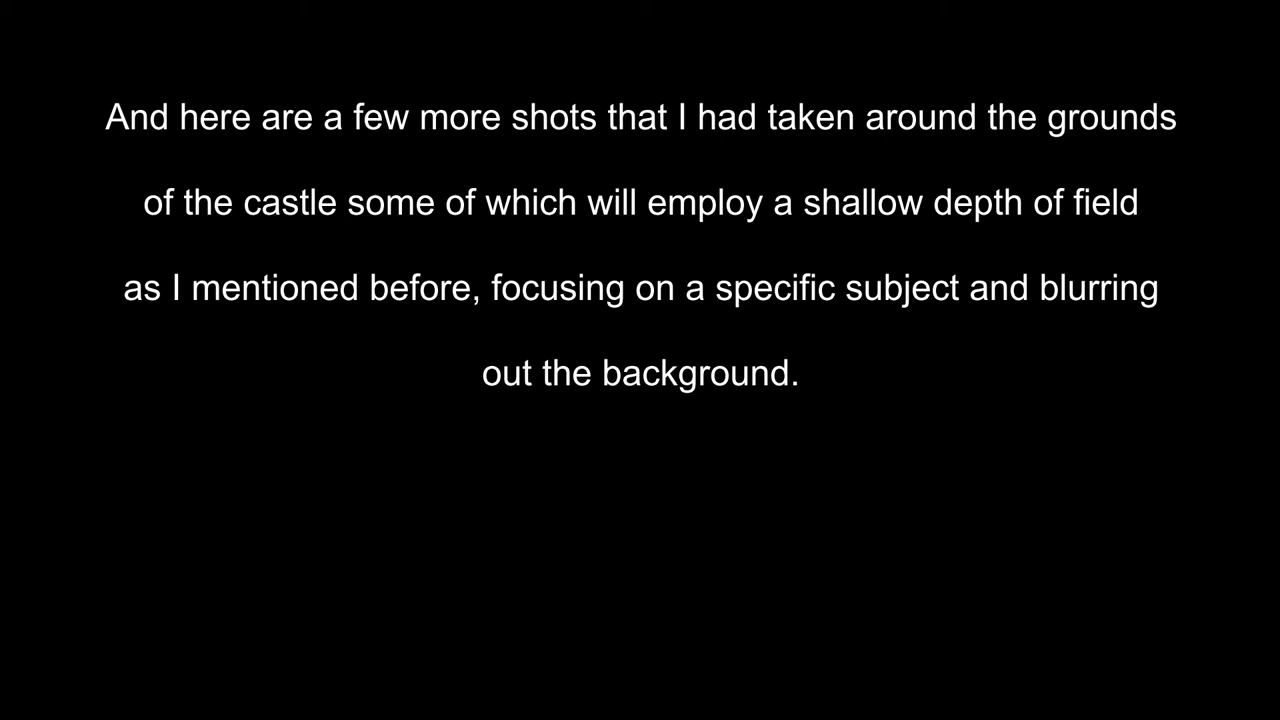 And here are a few more shots that I had taken around the grounds
of the castle some of which will employ a shallow depth of field
as I mentioned before, focusing on a specific subject and blurring
out the background.